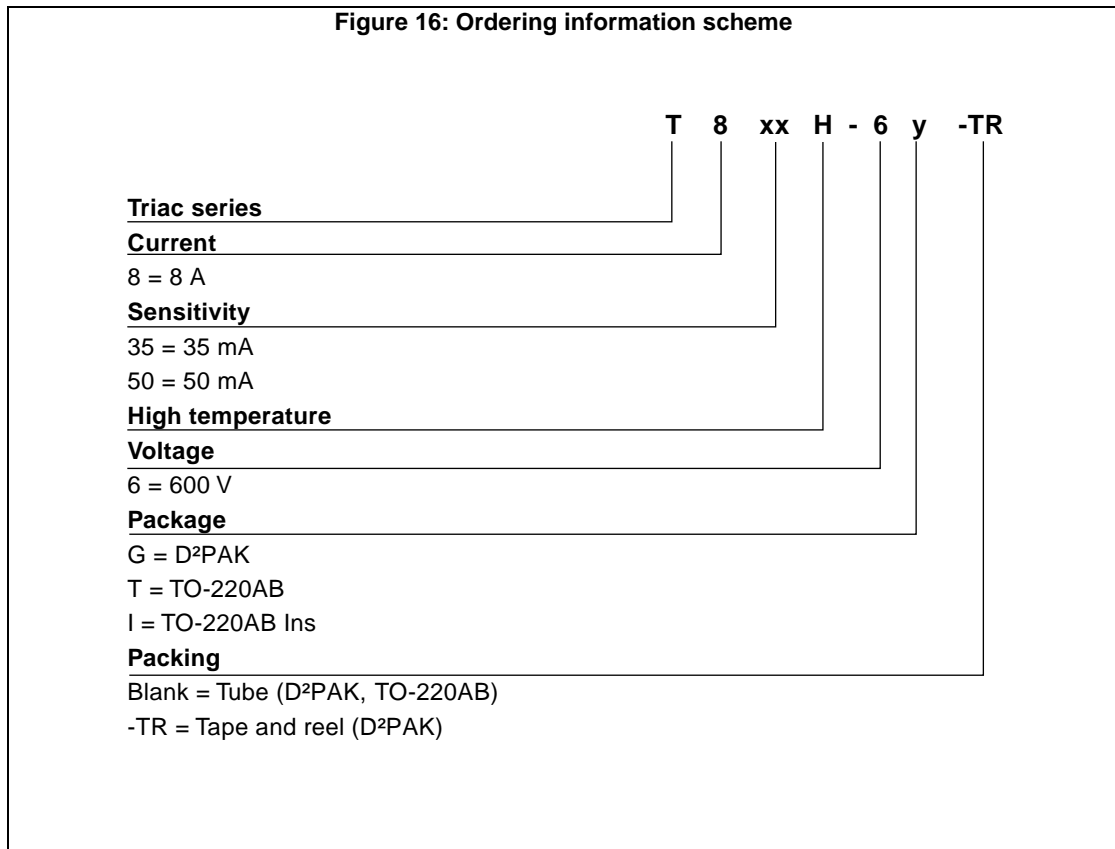 Figure 16: Ordering information scheme
T 8 xx H - 6 y -TR
Triac series
Current
8 = 8 A
Sensitivity
35 = 35 mA
50 = 50 mA
High temperature
Voltage
6 = 600 V
Package
G = D²PAK
T = TO-220AB
I = TO-220AB Ins
Packing
Blank = Tube (D²PAK, TO-220AB)
-TR = Tape and reel (D²PAK)